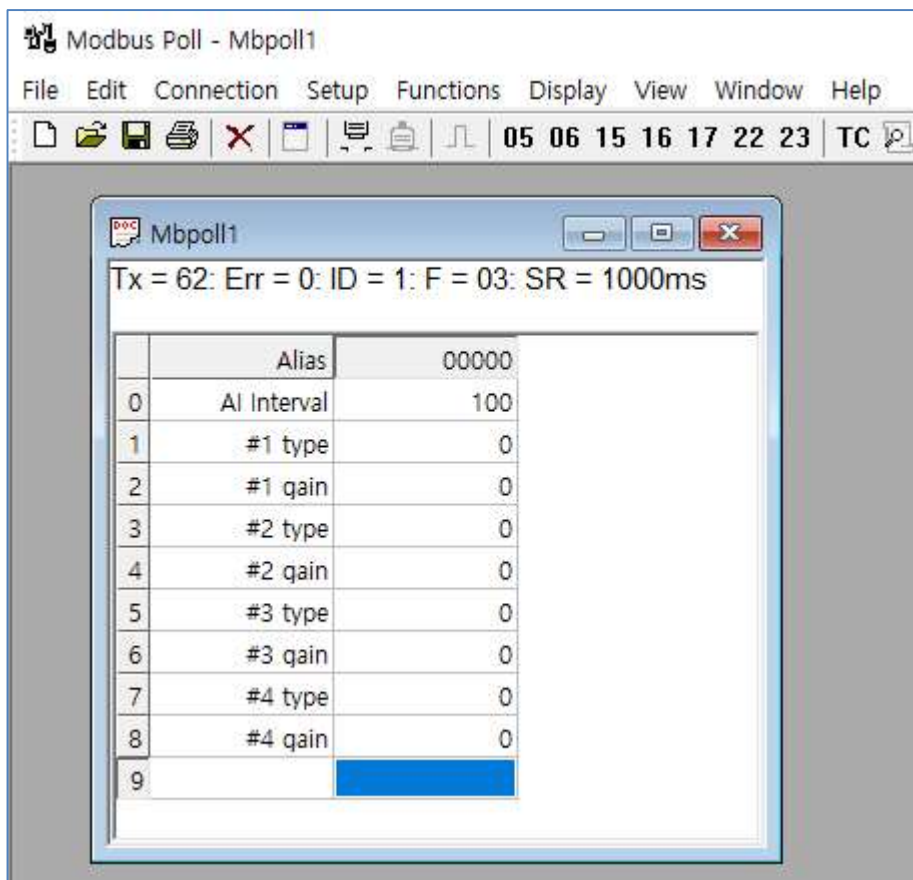 Modbus Poll - Mbpoll1
File Edit Connection Setup Functions Display View Window Help
05 06 15 16 17 22 23 TC
Mbpoll1
Tx = 62: Err = 0: ID = 1: F = 03: SR = 1000ms
Alias 00000
0 AI Interval 100
1 #1 type 0
2 #1 gain 0
3 #2 type 0
4 #2 gain 0
5 #3 type 0
6 #3 gain 0
7 #4 type 0
8 #4 gain 0
9